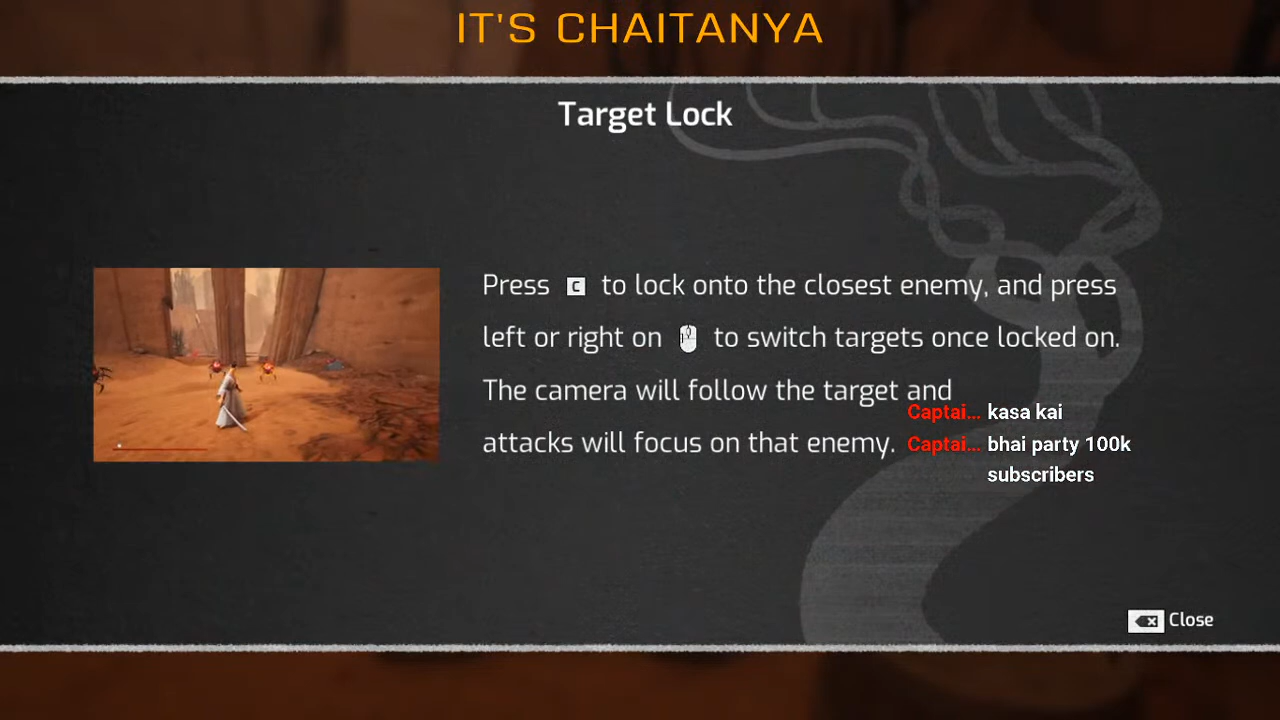 IT'S CHAITANYA
Target Lock
Press C to lock onto the closest enemy, and press
left or right on to switch targets once locked on.
The camera will follow the target and
attacks will focus on that enemy.
Captai... kasa kai
Captai... bhai party 100k
subscribers
Close